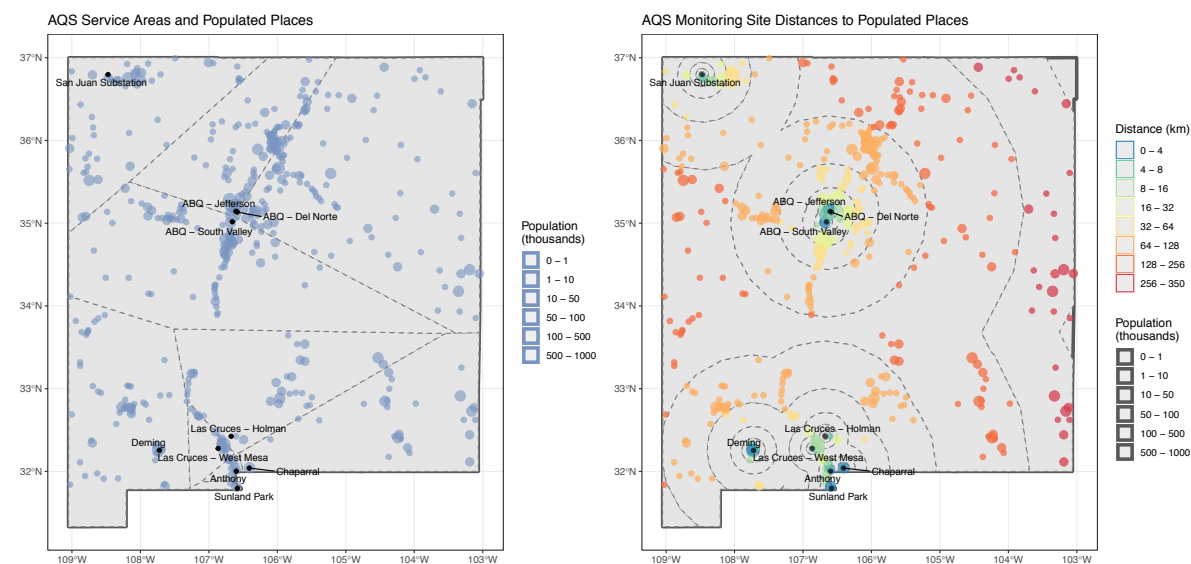 AQS Service Areas and Populated Places
37°N
36°N
35°N
34°N
33°N
32°N
San Juan Substation
ABQ – Jefferson
ABQ – Del Norte
ABQ – South Valley
Las Cruces – Holman
Deming
Las Cruces – West Mesa
Chaparral
Anthony
Sunland Park
109°W
108°W
107°W
106°W
105°W
104°W
103°W
Population
(thousands)
0 – 1
1 – 10
10 – 50
50 – 100
100 – 500
500 – 1000
AQS Monitoring Site Distances to Populated Places
37°N
36°N
35°N
34°N
33°N
32°N
San Juan Substation
ABQ – Jefferson
ABQ – Del Norte
ABQ – South Valley
Las Cruces – Holman
Deming
Las Cruces – West Mesa
Chaparral
Anthony
Sunland Park
109°W
108°W
107°W
106°W
105°W
104°W
103°W
Distance (km)
0 – 4
4 – 8
8 – 16
16 – 32
32 – 64
64 – 128
128 – 256
256 – 350
Population
(thousands)
0 – 1
1 – 10
10 – 50
50 – 100
100 – 500
500 – 1000